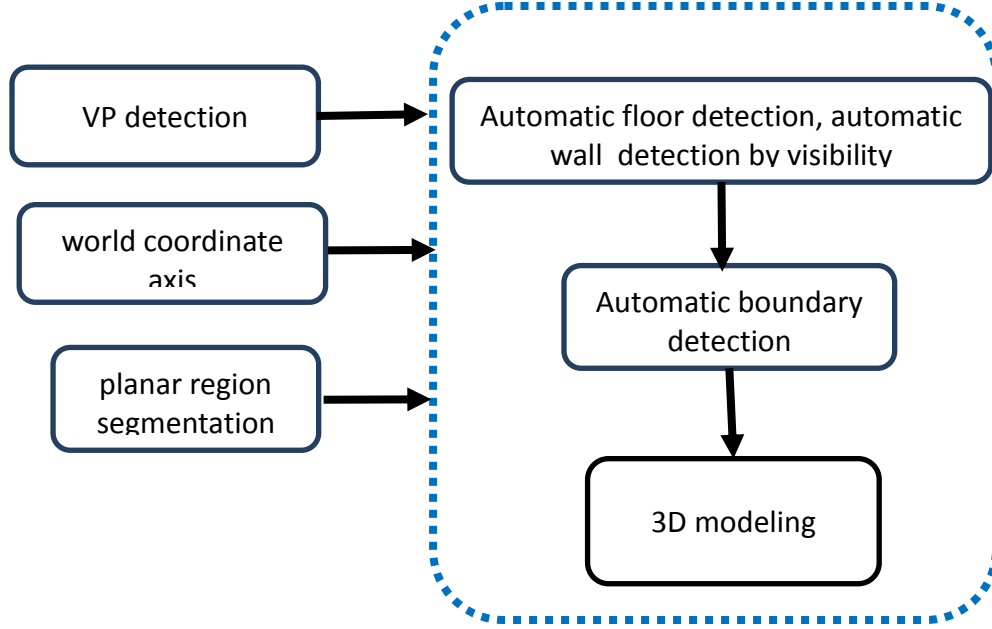 VP detection
world coordinate
axis
planar region
segmentation
Automatic floor detection, automatic
wall detection by visibility
Automatic boundary
detection
3D modeling